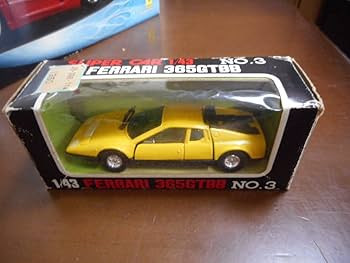 SUPER CAR 1/43 NO.3
FERRARI 365GTBB
1/43 FERRARI 365GTBB NO.3